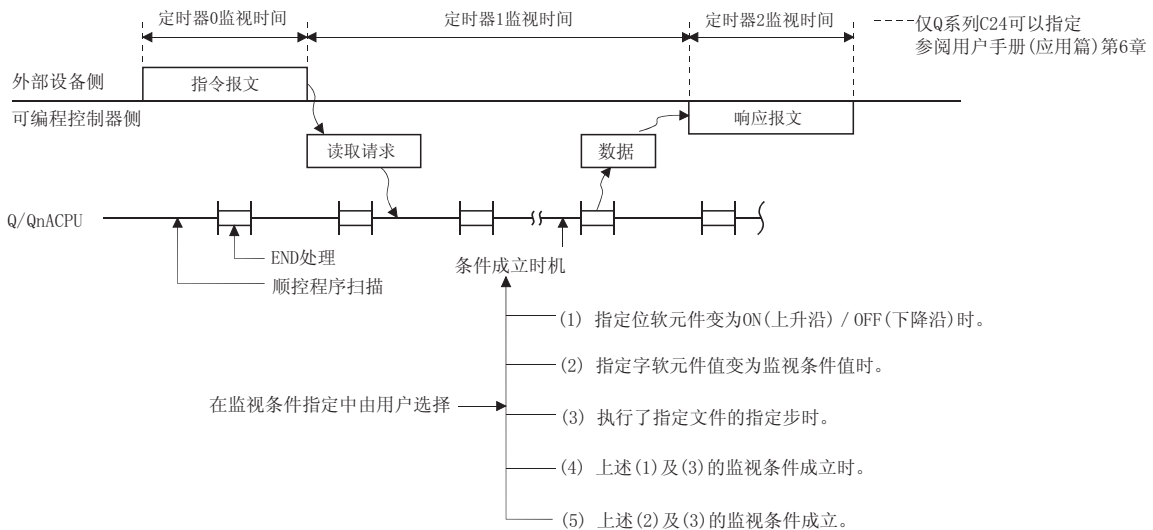 定时器0监视时间
定时器1监视时间
定时器2监视时间
仅Q系列C24可以指定
参阅用户手册(应用篇)第6章
外部设备侧
指令报文
可编程控制器侧
响应报文
读取请求
数据
Q/QnACPU
END处理
条件成立时机
顺控程序扫描
(1) 指定位软元件变为ON(上升沿) / OFF(下降沿)时。
(2) 指定字软元件值变为监视条件值时。
在监视条件指定中由用户选择
(3) 执行了指定文件的指定步时。
(4) 上述(1)及(3)的监视条件成立时。
(5) 上述(2)及(3)的监视条件成立。